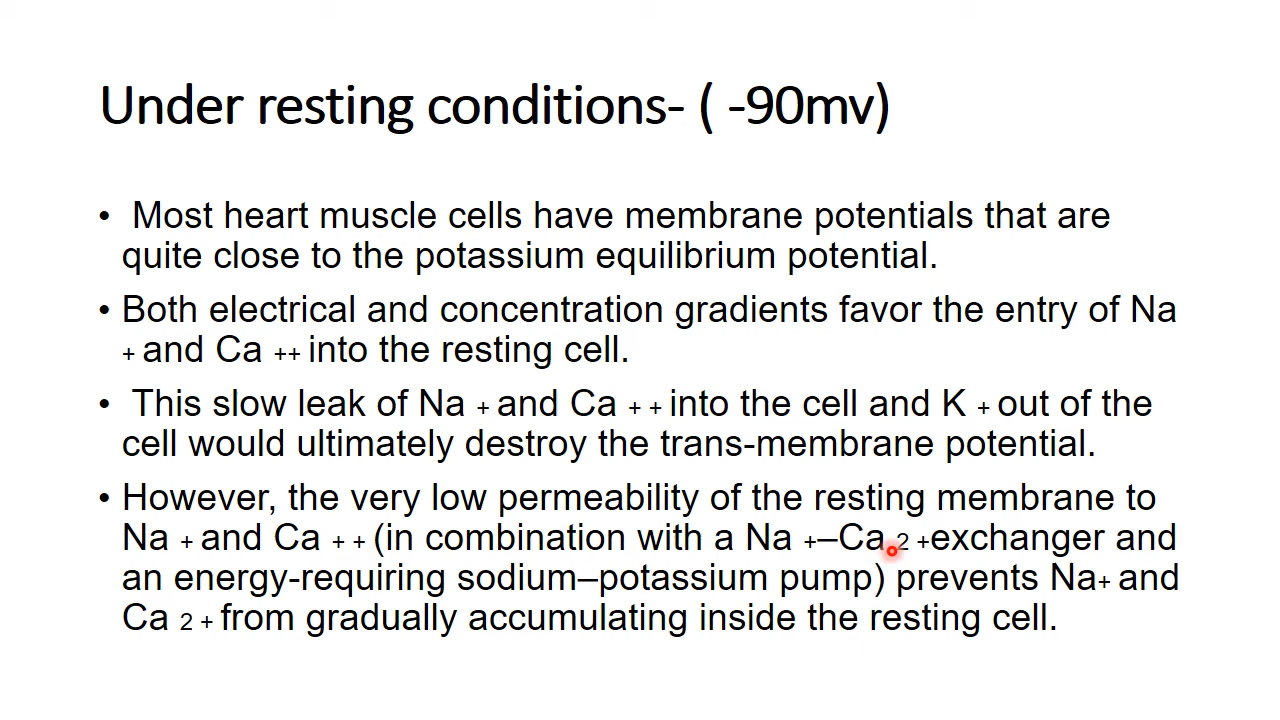 Under resting conditions- ( -90mv)
• Most heart muscle cells have membrane potentials that are
quite close to the potassium equilibrium potential.
• Both electrical and concentration gradients favor the entry of Na
+ and Ca ++ into the resting cell.
• This slow leak of Na + and Ca + + into the cell and K + out of the
cell would ultimately destroy the trans-membrane potential.
• However, the very low permeability of the resting membrane to
Na + and Ca + + (in combination with a Na +–Ca 2 +exchanger and
an energy-requiring sodium–potassium pump) prevents Na+ and
Ca 2 + from gradually accumulating inside the resting cell.